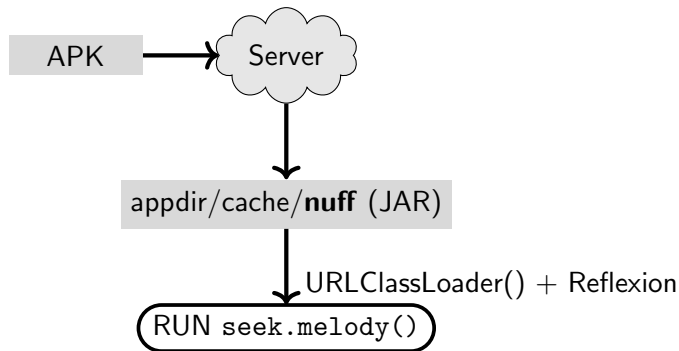 APK
Server
appdir/cache/nuff (JAR)
URLClassLoader() + Reflexion
RUN seek.melody()